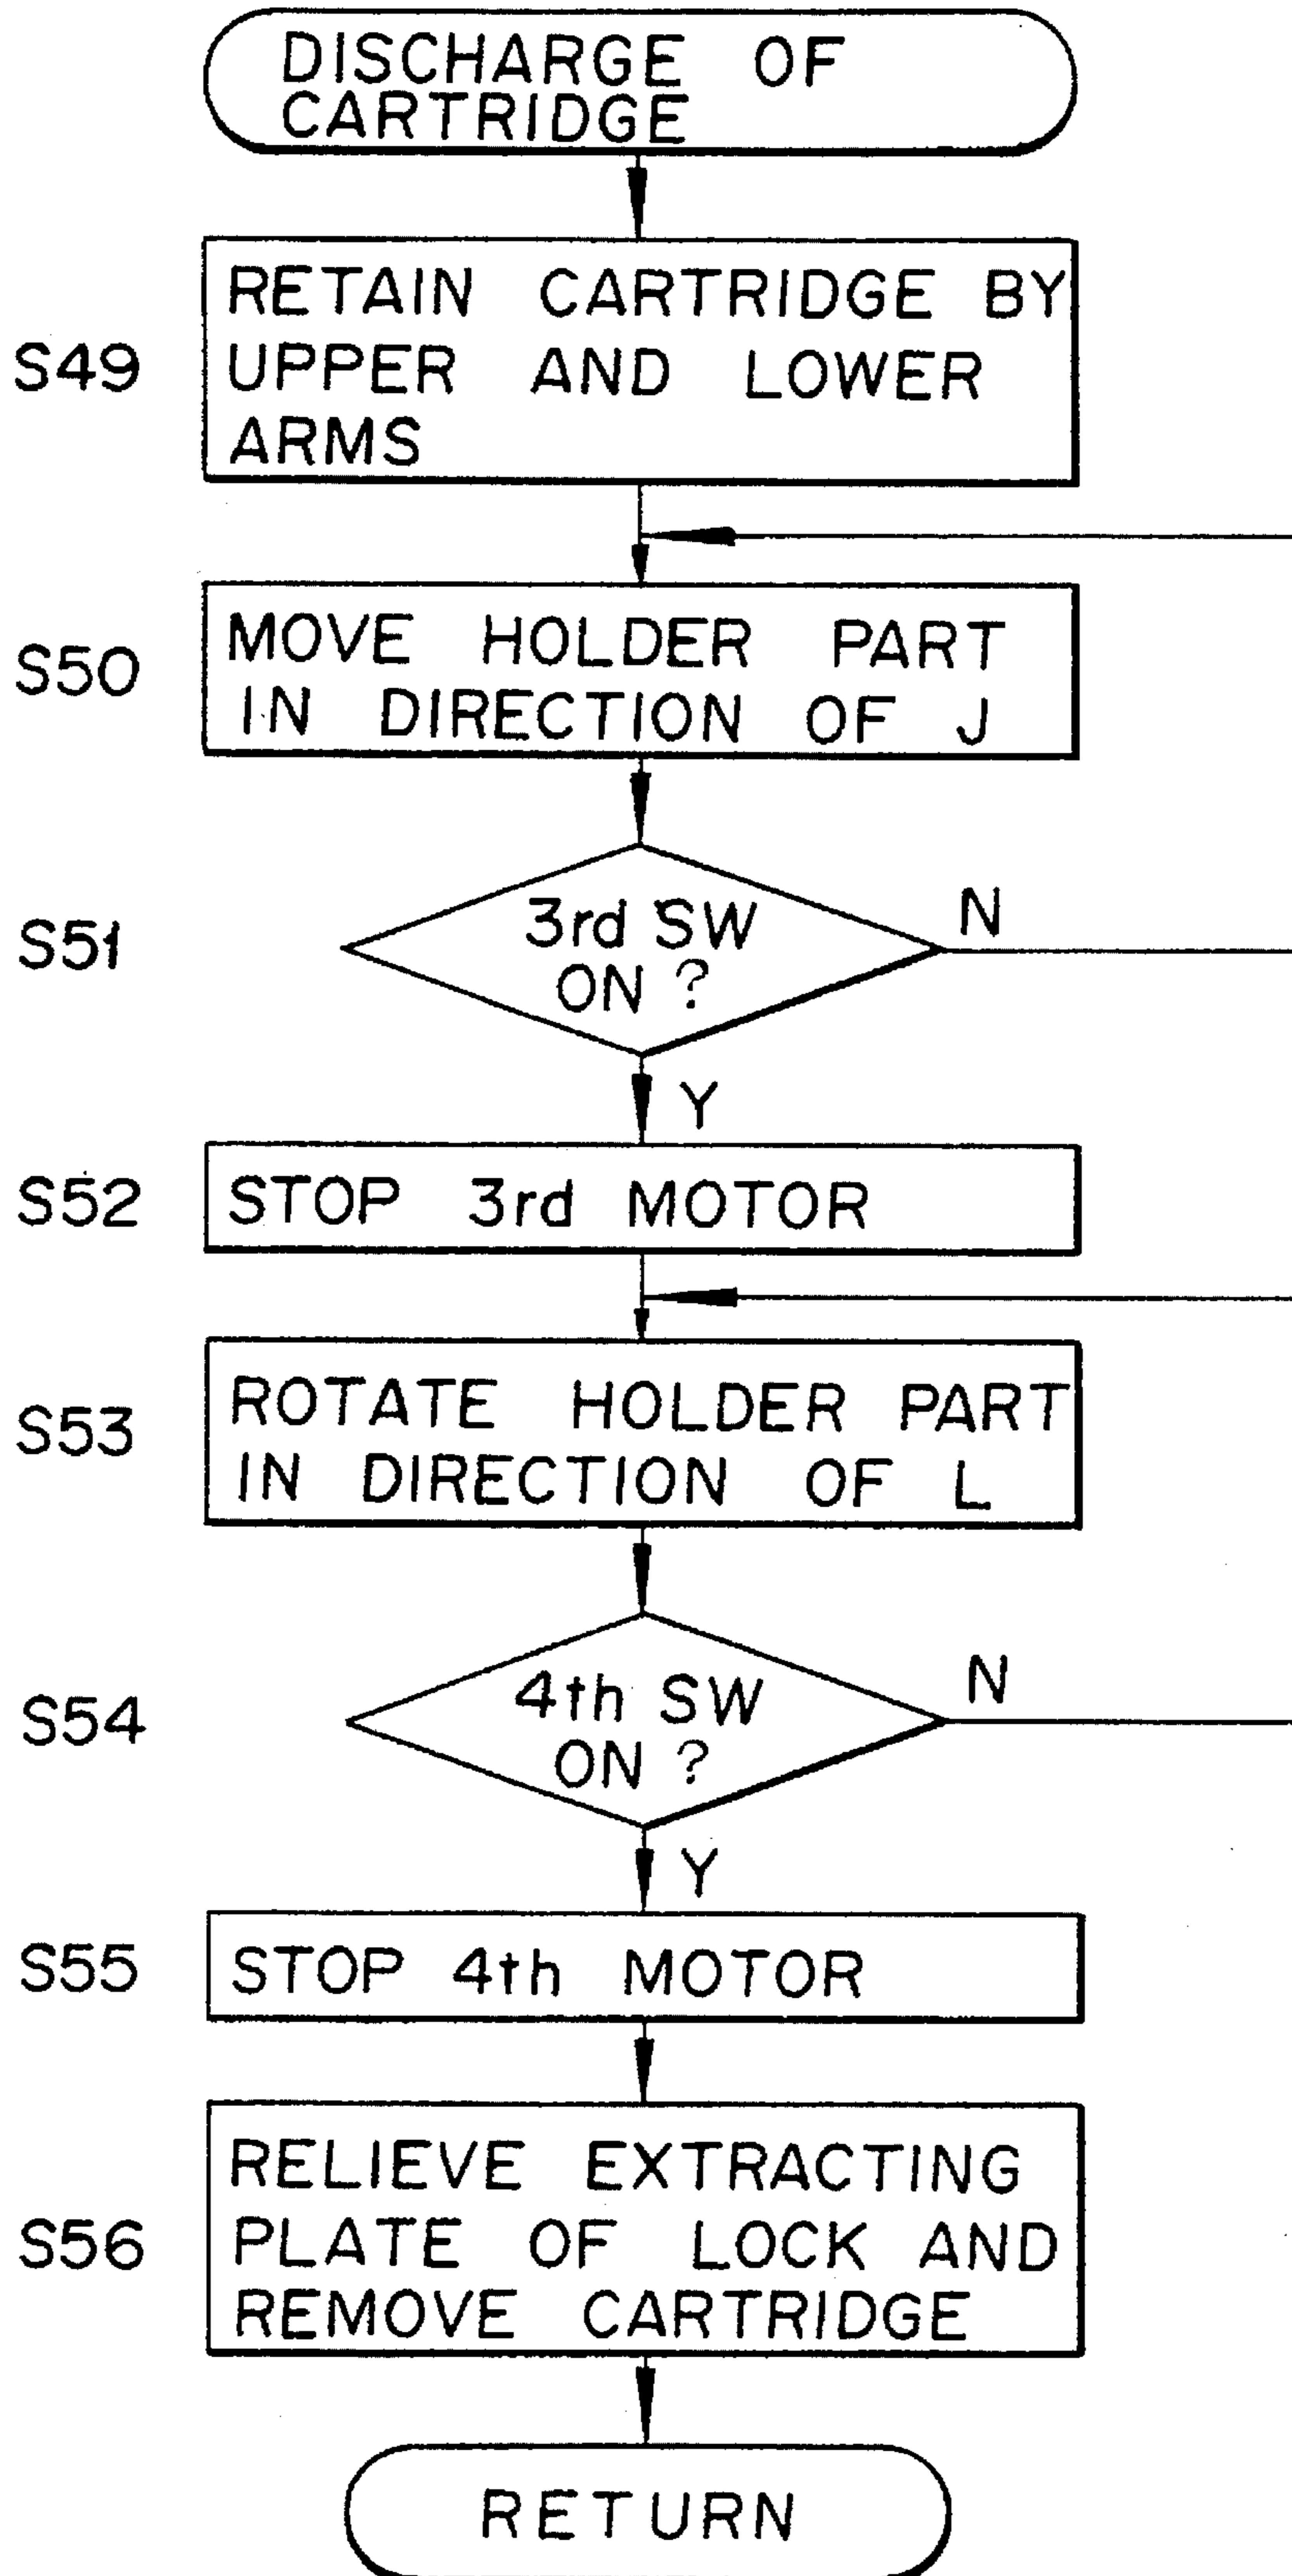 DISCHARGE OF
CARTRIDGE
S49
RETAIN CARTRIDGE BY
UPPER AND LOWER
ARMS
S50
MOVE HOLDER PART
IN DIRECTION OF J
S51
3rd SW
ON ?
N
Y
S52
STOP 3rd MOTOR
S53
ROTATE HOLDER PART
IN DIRECTION OF L
S54
4th SW
ON ?
N
Y
S55
STOP 4th MOTOR
S56
RELIEVE EXTRACTING
PLATE OF LOCK AND
REMOVE CARTRIDGE
RETURN